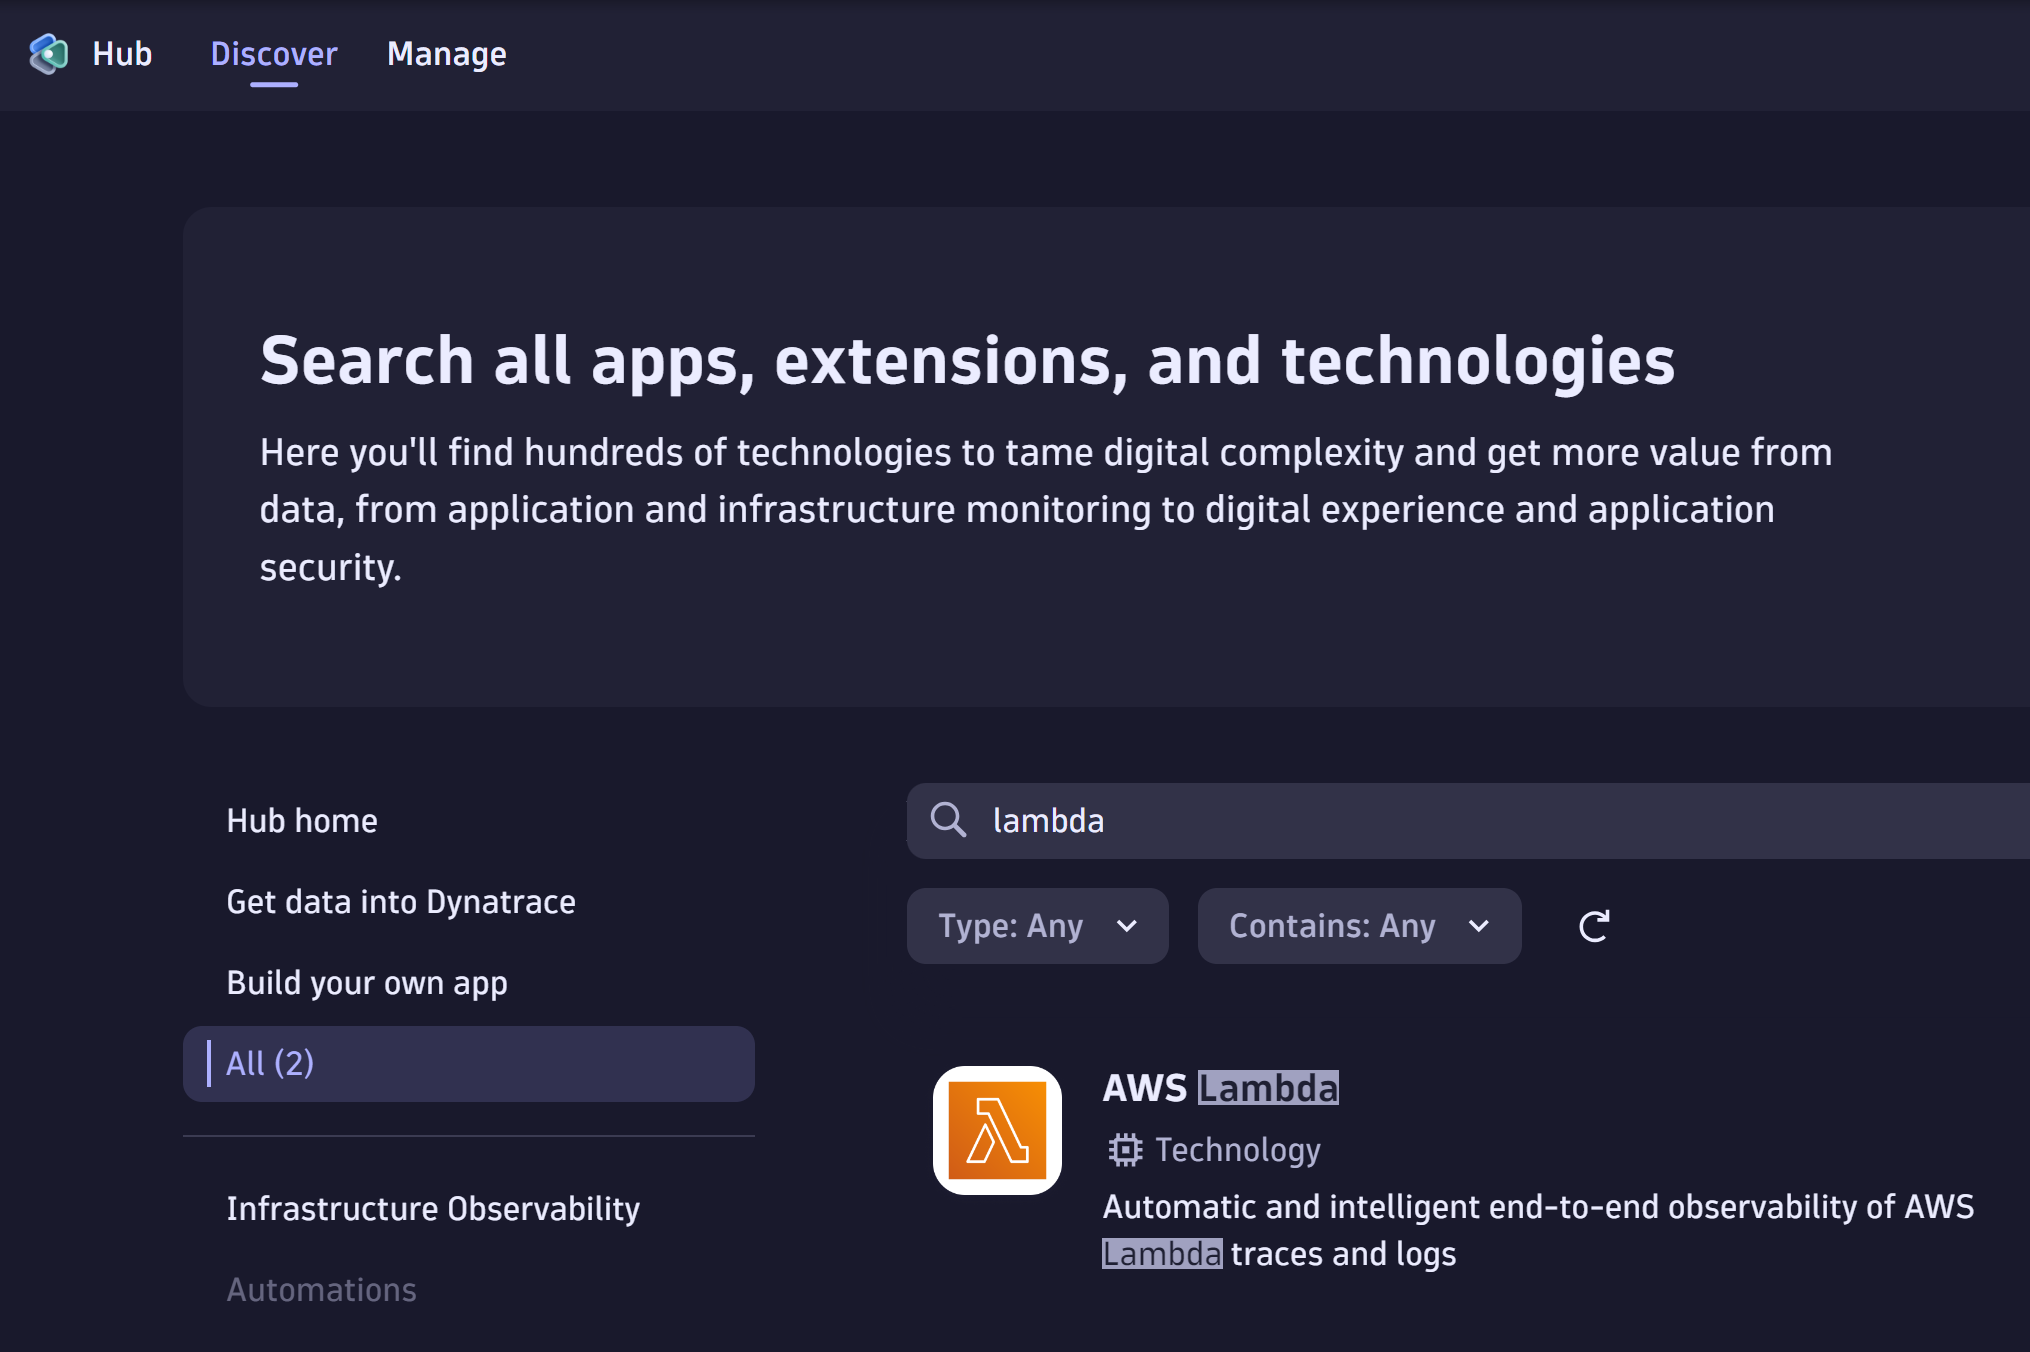 Hub Discover Manage
Search all apps, extensions, and technologies
Here you'll find hundreds of technologies to tame digital complexity and get more value from
data, from application and infrastructure monitoring to digital experience and application
security.
Hub home
Get data into Dynatrace
Build your own app
All (2)
Infrastructure Observability
Automations
lambda
Type: Any Contains: Any
AWS Lambda
Technology
Automatic and intelligent end-to-end observability of AWS
Lambda traces and logs